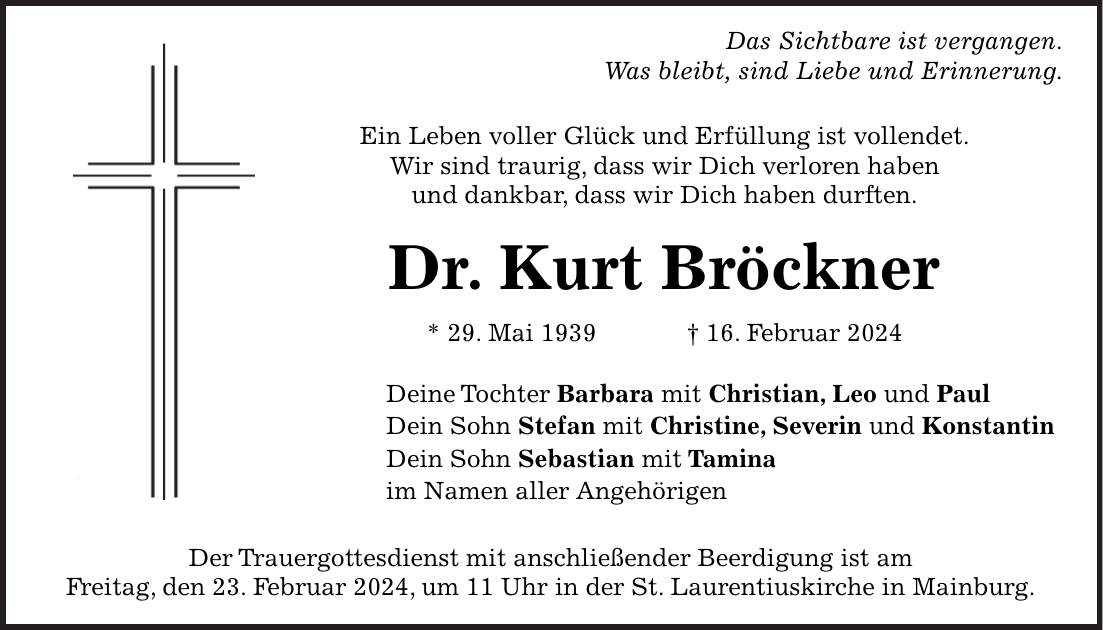 Das Sichtbare ist vergangen.
Was bleibt, sind Liebe und Erinnerung.
Ein Leben voller Glück und Erfüllung ist vollendet.
Wir sind traurig, dass wir Dich verloren haben
und dankbar, dass wir Dich haben durften.
Dr. Kurt Bröckner
* 29. Mai 1939 † 16. Februar 2024
Deine Tochter Barbara mit Christian, Leo und Paul
Dein Sohn Stefan mit Christine, Severin und Konstantin
Dein Sohn Sebastian mit Tamina
im Namen aller Angehörigen
Der Trauergottesdienst mit anschließender Beerdigung ist am
Freitag, den 23. Februar 2024, um 11 Uhr in der St. Laurentiuskirche in Mainburg.